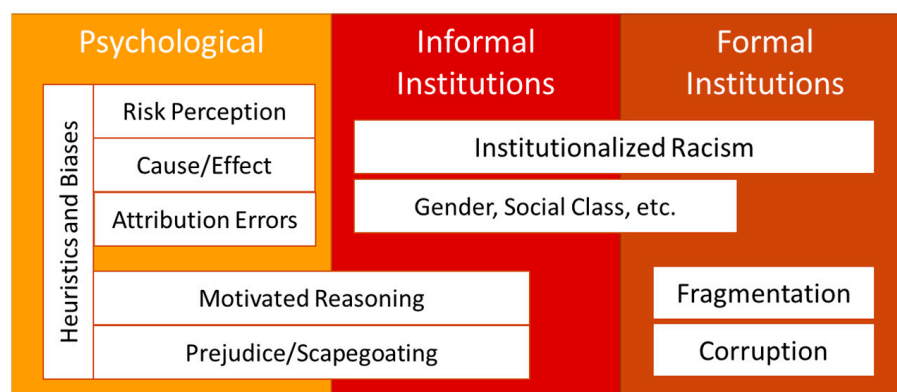 Psychological
Informal
Institutions
Formal
Institutions
Heuristics and Biases
Risk Perception
Cause/Effect
Attribution Errors
Motivated Reasoning
Prejudice/Scapegoating
Institutionalized Racism
Gender, Social Class, etc.
Fragmentation
Corruption